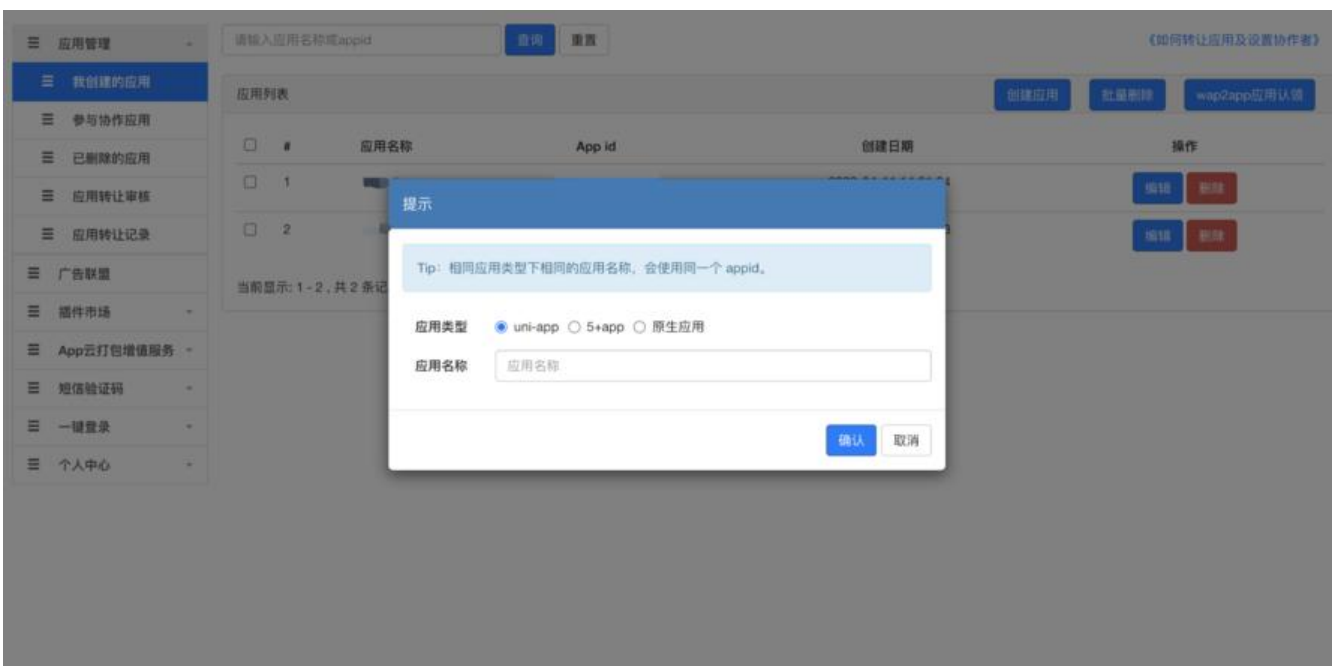 应用管理
请输入应用名称或appid
查询
重置
《如何转让应用及设置协作者》
我创建的应用
应用列表
创建应用
批量删除
wap2app应用认领
参与协作应用
# 应用名称 App id 创建日期 操作
已删除的应用
1
编辑
删除
应用转让审核
2
编辑
删除
应用转让记录
广告联盟
当前显示: 1 - 2 , 共 2 条记
插件市场
App云打包增值服务
短信验证码
一键登录
个人中心
提示
Tip：相同应用类型下相同的应用名称，会使用同一个 appid。
应用类型 uni-app 5+app 原生应用
应用名称 应用名称
确认
取消